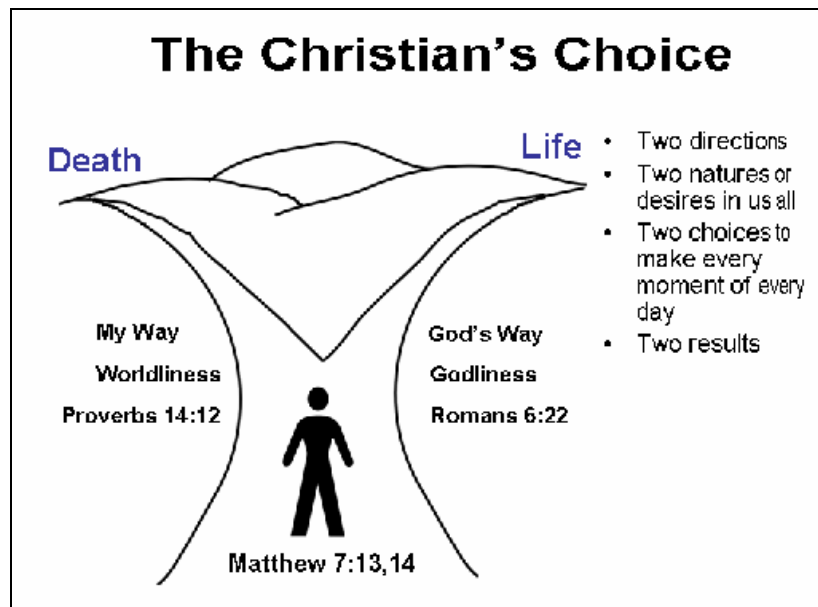 The Christian's Choice
Death
Life
My Way
Worldliness
Proverbs 14:12
God's Way
Godliness
Romans 6:22
Matthew 7:13,14
• Two directions
• Two natures or
desires in us all
• Two choices to
make every
moment of every
day
• Two results